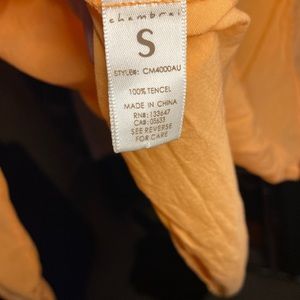 chambrai
S
STYLE#: CM4000AU
100% TENCEL
MADE IN CHINA
RN#: 133647
CA#: 05633
SEE REVERSE
FOR CARE